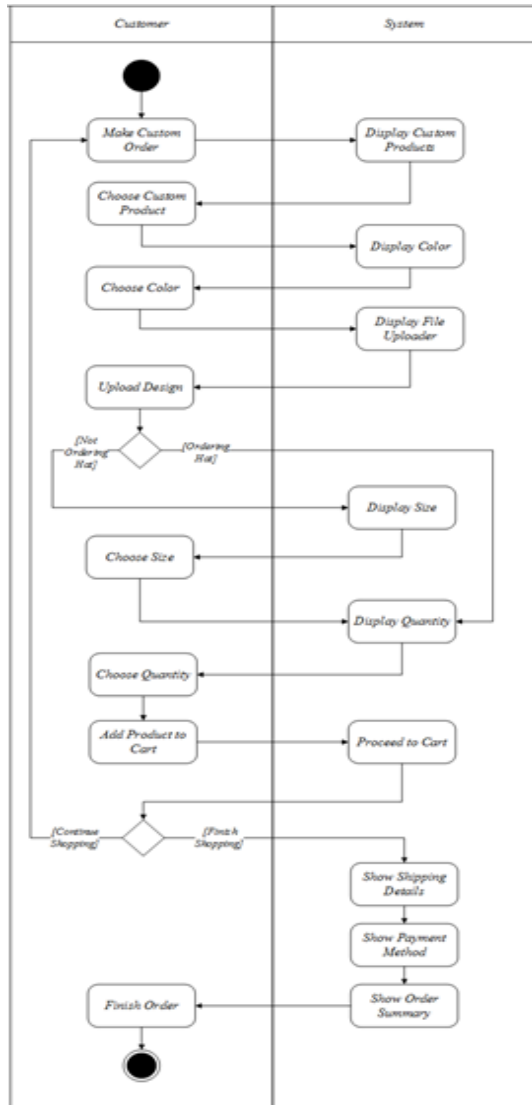 Customer
System
Make Custom
Order
Display Custom
Products
Choose Custom
Product
Display Color
Choose Color
Display File
Uploader
Upload Design
[Not
Ordering
Hat]
[Ordering
Hat]
Display Size
Choose Size
Display Quantity
Choose Quantity
Add Product to
Cart
Proceed to Cart
[Continue
Shopping]
[Finish
Shopping]
Show Shipping
Details
Show Payment
Method
Finish Order
Show Order
Summary